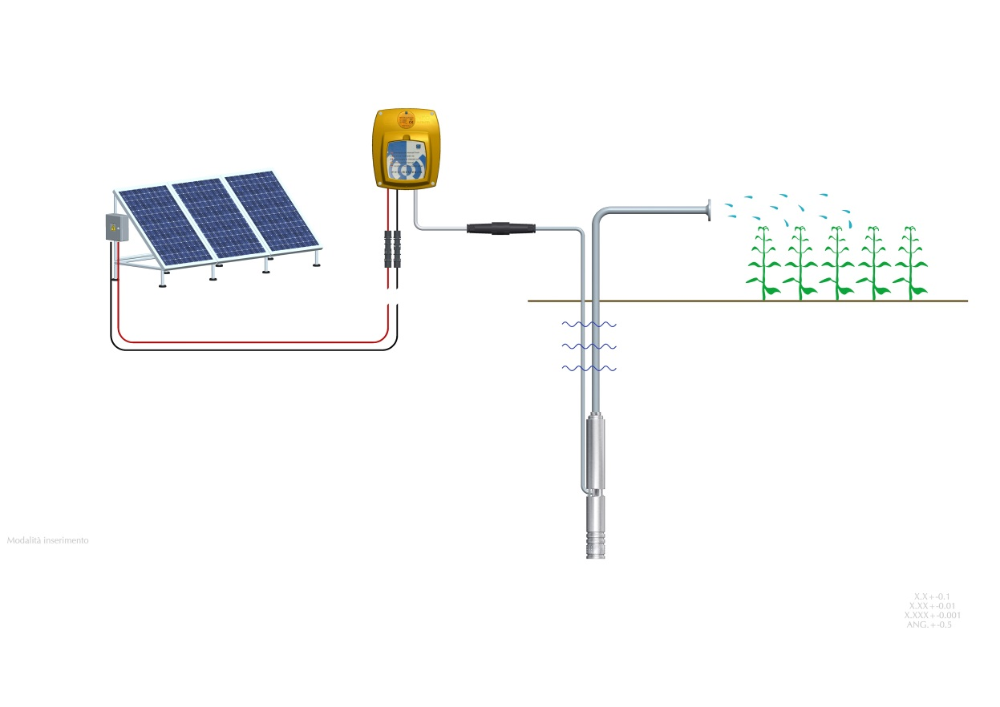 Modalità inserimento
X.X+-0.1
X.XX+-0.01
X.XXX+-0.001
ANG.+-0.5